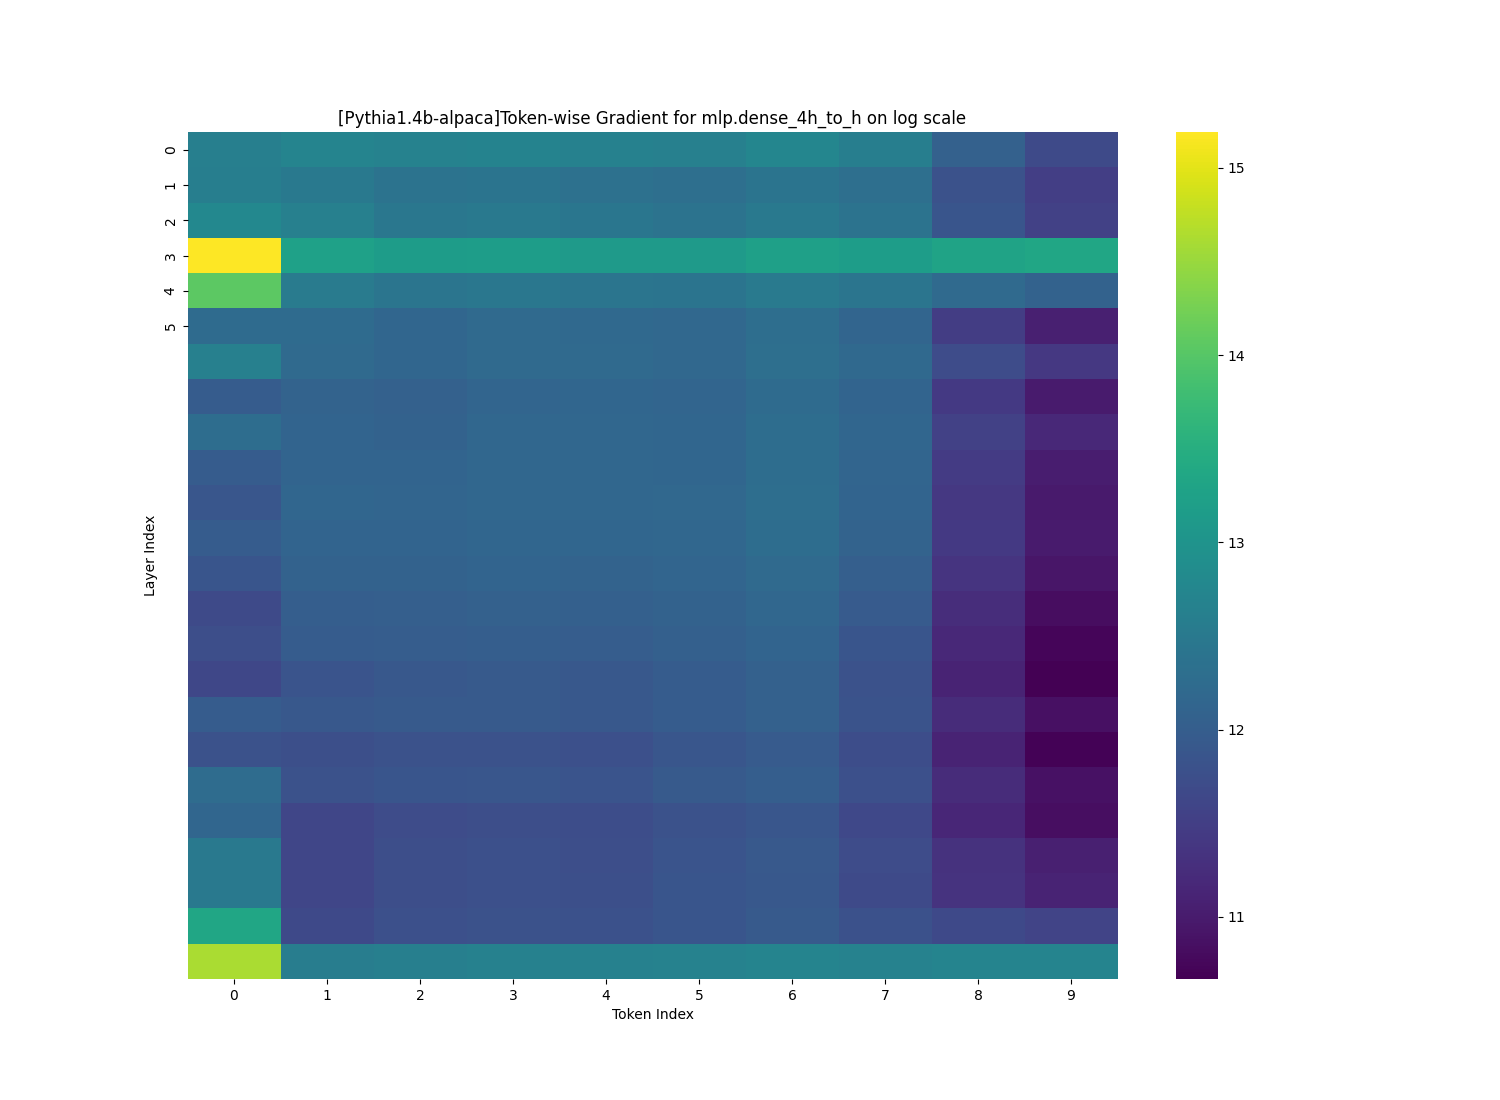 [Pythia1.4b-alpaca]Token-wise Gradient for mlp.dense_4h_to_h on log scale
0
1
2
3
4
5
Layer Index
0 1 2 3 4 5 6 7 8 9
Token Index
15
14
13
12
11